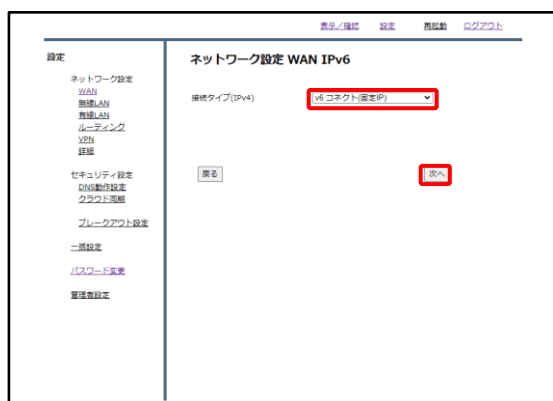 表示／確認 設定 再起動 ログアウト
設定
ネットワーク設定
WAN
無線LAN
有線LAN
ルーティング
VPN
詳細
セキュリティ設定
DNS動作設定
クラウド同期
ブレークアウト設定
一括設定
パスワード変更
管理者設定
ネットワーク設定 WAN IPv6
接続タイプ(IPv4) v6 コネクト(固定IP)
戻る 次へ